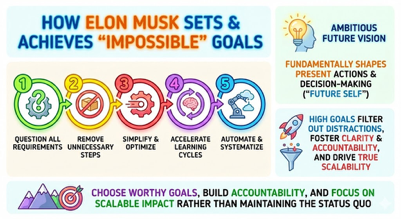 HOW ELON MUSK SETS &
ACHIEVES “IMPOSSIBLE” GOALS
1
2
3
4
5
QUESTION ALL
REQUIREMENTS
REMOVE
UNNECESSARY
STEPS
SIMPLIFY &
OPTIMIZE
ACCELERATE
LEARNING
CYCLES
AUTOMATE &
SYSTEMATIZE
AMBITIOUS
FUTURE VISION
FUNDAMENTALLY SHAPES
PRESENT ACTIONS &
DECISION-MAKING
(“FUTURE SELF”)
HIGH GOALS FILTER
OUT DISTRACTIONS,
FOSTER CLARITY &
ACCOUNTABILITY,
AND DRIVE TRUE
SCALABILITY
CHOOSE WORTHY GOALS, BUILD ACCOUNTABILITY, AND FOCUS ON
SCALABLE IMPACT RATHER THAN MAINTAINING THE STATUS QUO